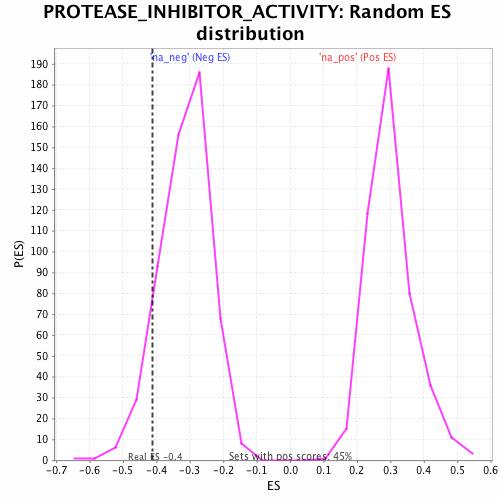 PROTEASE_INHIBITOR_ACTIVITY: Random ES
distribution
'na_neg' (Neg ES) 'na_pos' (Pos ES)
190
180
170
160
150
140
130
120
110
100
90
80
70
60
50
40
30
20
10
0
P(ES)
Real ES -0.4 Sets with pos scores: 45%
-0.7 -0.6 -0.5 -0.4 -0.3 -0.2 -0.1 0.0 0.1 0.2 0.3 0.4 0.5 0.6
ES